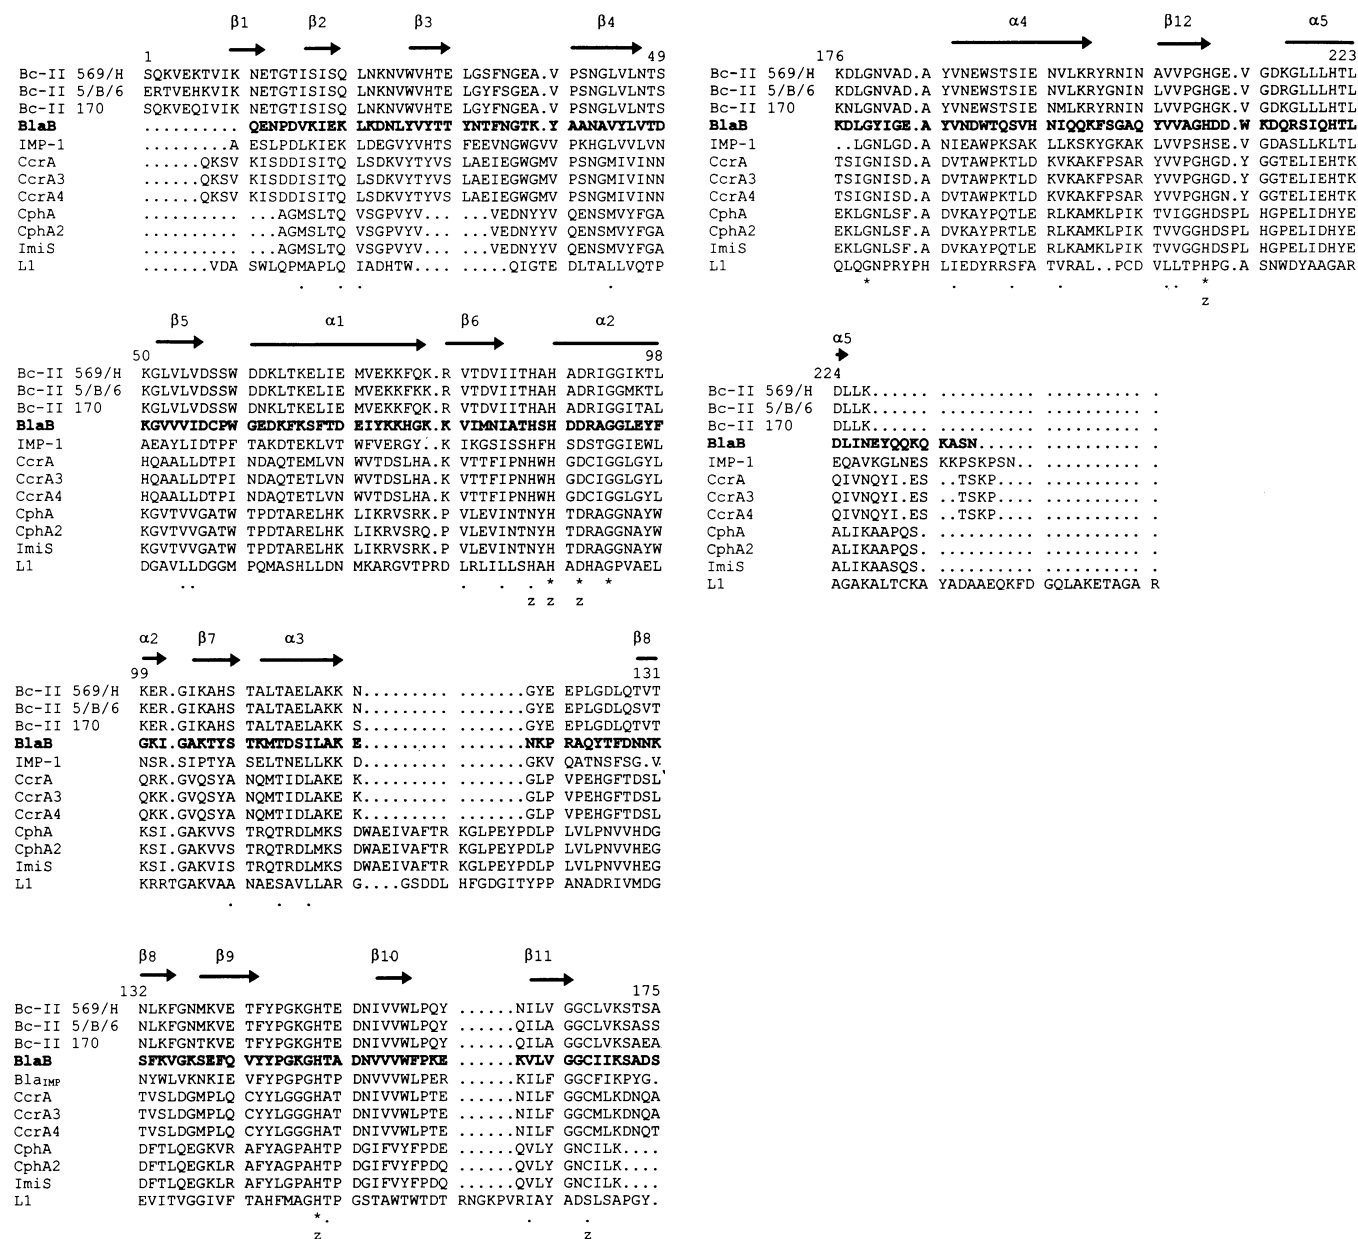 β1 β2 β3 β4
1 49
Bc-II 569/H SQKVEKTVIK NETGTISISQ LNKNVWVHTE LGSFNGEA.V PSNGLVLNTS
Bc-II 5/B/6 ERTVEHKVIK NETGTISISQ LNKNVWVHTE LGYFSGEA.V PSNGLVLNTS
Bc-II 170 SQKVEQIVIK NETGTISISQ LNKNVWVHTE LGYFNGEA.V PSNGLVLNTS
BlaB .......... QENPDVKIEK LKDNLYVYTT YNTFNGTK.Y AANAVYLVTD
IMP-1 .........A ESLPDLKIEK LDEGVYVHTS FEEVNGWGVV PKHGLVVLVN
CcrA ......QKSV KISDDISITQ LSDKVYTYVS LAEIEGWGMV PSNGMIVINN
CcrA3 ......QKSV KISDDISITQ LSDKVYTYVS LAEIEGWGMV PSNGMIVINN
CcrA4 ......QKSV KISDDISITQ LSDKVYTYVS LAEIEGWGMV PSNGMIVINN
CphA .......... ...AGMSLTQ VSGPVYVV.. ...VEDNYYV QENSMVYFGA
CphA2 .......... ...AGMSLTQ VSGPVYVV.. ...VEDNYYV QENSMVYFGA
ImiS .......... ...AGMSLTQ VSGPVYVV.. ...VEDNYYV QENSMVYFGA
L1 .......VDA SWLQPMAPLQ IADHTW.... .....QIGTED LTALLVQTP
. . . .
β5 α1 β6 α2
50 98
Bc-II 569/H KGLVLVDSSW DDKLTKELIE MVEKKFQK.R VTDVIITHAH ADRIGGIKTL
Bc-II 5/B/6 KGLVLVDSSW DDKLTKELIE MVEKKFKK.R VTDVIITHAH ADRIGGMKTL
Bc-II 170 KGLVLVDSSW DNKLTKELIE MVEKKFQK.R VTDVIITHAH ADRIGGITAL
BlaB KGVVVIDCPW GEDKFKSFTD EIYKKHGK.K VIMNIATHSH DDRAGGLEYF
IMP-1 AEAYLIDTPF TAKDTEKLVT WFVERGY..K IKGSISSHFH SDSTGGIEWL
CcrA HQAALLDTPI NDAQTEMLVN WVTDSLHA.K VTTFIPNHWH GDCIGGLGYL
CcrA3 HQAALLDTPI NDAQTETLVN WVTDSLHA.K VTTFIPNHWH GDCIGGLGYL
CcrA4 HQAALLDTPI NDAQTETLVN WVTDSLHA.K VTTFIPNHWH GDCIGGLGYL
CphA KGVTVVGATW TPDTARELHK LIKRVSRK.P VLEVINTNYH TDRAGGNAYW
CphA2 KGVTVVGATW TPDTARELHK LIKRVSRQ.P VLEVINTNYH TDRAGGNAYW
ImiS KGVTVVGATW TPDTARELHK LIKRVSRK.P VLEVINTNYH TDRAGGNAYW
L1 DGAVLLDGGM PQMASHLLDN MKARGVTPRD LRLILLSHAH ADHAGPVAEL
.. . . . * * *
z z z
α2 β7 α3 β8
99 131
Bc-II 569/H KER.GIKAHS TALTAELAKK N......... .......GYE EPLGDLQTVT
Bc-II 5/B/6 KER.GIKAHS TALTAELAKK N......... .......GYE EPLGDLQSVT
Bc-II 170 KER.GIKAHS TALTAELAKK S......... .......GYE EPLGDLQTVT
BlaB GKI.GAKTYS TKMTDSILAK E......... .......NKP RAQYTFDNNK
IMP-1 NSR.SIPTYA SELTNELLKK D......... .......GKV QATNSFSG.V
CcrA QRK.GVQSYA NQMTIDLAKE K......... .......GLP VPEHGFTDSL
CcrA3 QKK.GVQSYA NQMTIDLAKE K......... .......GLP VPEHGFTDSL
CcrA4 QKK.GVQSYA NQMTIDLAKE K......... .......GLP VPEHGFTDSL
CphA KSI.GAKVVS TRQTRDLMKS DWAEIVAFTR KGLPEYPDLP LVLPNVVHDG
CphA2 KSI.GAKVIS TRQTRDLMKS DWAEIVAFTR KGLPEYPDLP LVLPNVVHEG
ImiS KSI.GAKVIS TRQTRDLMKS DWAEIVAFTR KGLPEYPDLP LVLPNVVHDG
L1 KRRTGAKVAA NAESAVLLAR G....GSDDL HFGDGITYPP ANADRIVMDG
. . .
β8 β9 β10 β11
132 175
Bc-II 569/H NLKFGNMKVE TFYPGKGHTE DNIVVWLPQY ......NILV GGCLVKSTSA
Bc-II 5/B/6 NLKFGNMKVE TFYPGKGHTE DNIVVWLPQY ......QILA GGCLVKSASS
Bc-II 170 NLKFGNTKVE TFYPGKGHTE DNIVVWLPQY ......QILA GGCLVKSAEA
BlaB SFKVGKSEFQ VYYPGKGHTA DNVVVWFPKE ......KVLV GGCIIKSADS
BlaIMP NYWLVKNKIE VFYPGPGHTP DNVVVWLPER ......KILF GGCFIKPYG.
CcrA TVSLDGMPLQ CYYLGGGHAT DNIVVWLPTE ......NILF GGCMLKDNQA
CcrA3 TVSLDGMPLQ CYYLGGGHAT DNIVVWLPTE ......NILF GGCMLKDNQA
CcrA4 TVSLDGMPLQ CYYLGGGHAT DNIVVWLPTE ......NILF GGCMLKDNQT
CphA DFTLQEGKVR AFYAGPAHTP DGIFVYFPDE ......QVLY GNCILK....
CphA2 DFTLQEGKLR AFYAGPAHTP DGIFVYFPDQ ......QVLY GNCILK....
ImiS DFTLQEGKLR AFYAGPAHTP DGIFVYFPDQ ......QVLY GNCILK....
L1 EVITVGGIVF TAHFMAGHTP GSTAWTWTDT RNGKPVRIAY ADSLSAPGY.
*. . .
z z
α4 β12 α5
176 223
Bc-II 569/H KDLGNVAD.A YVNEWSTSIE NVLKRYRNIN AVVPGHGE.V GDKGLLLHTL
Bc-II 5/B/6 KDLGNVAD.A YVNEWSTSIE NVLKRYGNIN LVVPGHGE.V GDRGLLLHTL
Bc-II 170 KNLGNVAD.A YVNEWSTSIE NMLKRYRNIN LVVPGHGK.V GDKGLLLHTL
BlaB KDLGYIGE.A YVNDWTQSVH NIQQKFSGAQ YVVAGHDD.W KDQRSIQHTL
IMP-1 ..LGNLGD.A NIEAWPKSAK LLKSKYGKAK LVVPSHSEV GDASLLKLTL
CcrA TSIGNISD.A DVTAWPKTLD KVKAKFPSAR YVVPGHGD.Y GGTELIEHTK
CcrA3 TSIGNISD.A DVTAWPKTLD KVKAKFPSAR YVVPGHGD.Y GGTELIEHTK
CcrA4 TSIGNISD.A DVTAWPKTLD KVKAKFPSAR YVVPGHGN.Y GGTELIEHTK
CphA EKLGNLSF.A DVKAYPQTLE RLKAMKLPIK TVIGGHDSPL HGPELIDHYE
CphA2 EKLGNLSF.A DVKAYPRTLE RLKAMKLPIK TVVGGHDSPL HGPELIDHYE
ImiS EKLGNLSF.A DVKAYPQTLE RLKAMKLPIK TVVGGHDSPL HGPELIDHYE
L1 QLQGNPRYPH LIEDYRRSFA TVRAL..PCD VLLTPHPG.A SNWDYAAGAR
* . . . .. *
z
α5
224
Bc-II 569/H DLLK...... .......... .......... .
Bc-II 5/B/6 DLLK...... .......... .......... .
Bc-II 170 DLLK...... .......... .......... .
BlaB DLINEYQQKQ KASN...... .......... .
IMP-1 EQAVKGLNES KKPSKPSN.. .......... .
CcrA QIVNQYI.ES ..TSKP.... .......... .
CcrA3 QIVNQYI.ES ..TSKP.... .......... .
CcrA4 QIVNQYI.ES ..TSKP.... .......... .
CphA ALIKAAPQS. .......... .......... .
CphA2 ALIKAAPQS. .......... .......... .
ImiS ALIKAASQS. .......... .......... .
L1 AGAKALTCKA YADAAEQKFD GQLAKETAGA R